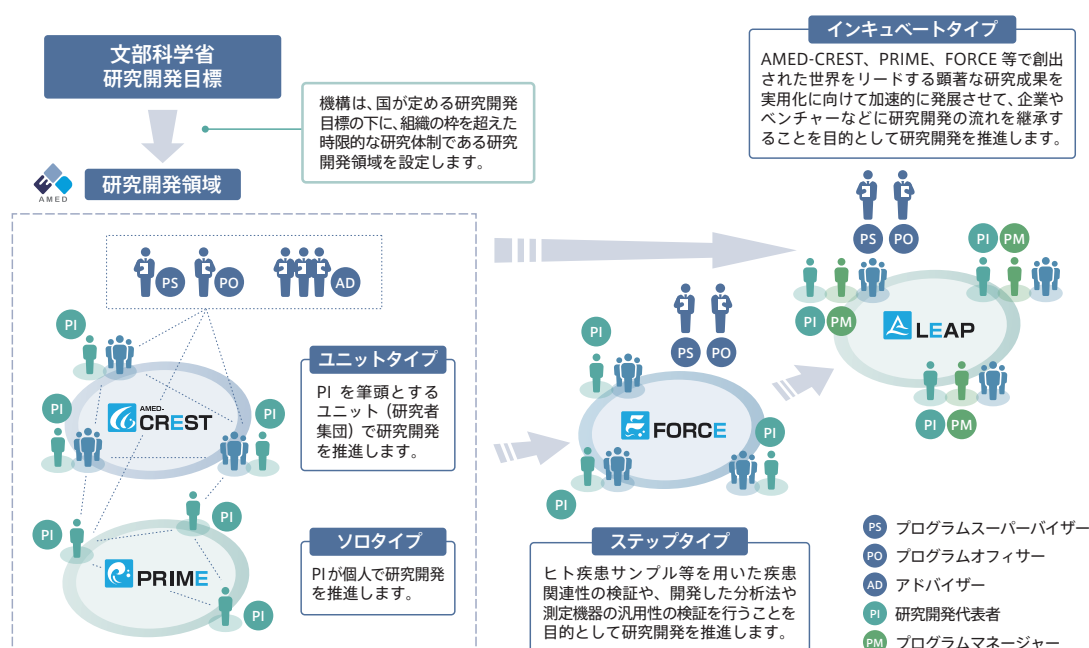 文部科学省
研究開発目標
機構は、国が定める研究開発
目標の下に、組織の枠を超えた
時限的な研究体制である研究
開発領域を設定します。
AMED
研究開発領域
PS
PO
AD
PI
PI
PI
AMED-
CREST
ユニットタイプ
PI を筆頭とする
ユニット（研究者
集団）で研究開発
を推進します。
PI
PI
PI
PRIME
ソロタイプ
PIが個人で研究開発
を推進します。
PS
PO
PI
PI
PI
FORCE
ステップタイプ
ヒト疾患サンプル等を用いた疾患
関連性の検証や、開発した分析法や
測定機器の汎用性の検証を行うことを
目的として研究開発を推進します。
インキュベートタイプ
AMED-CREST、PRIME、FORCE 等で創出
された世界をリードする顕著な研究成果を
実用化に向けて加速的に発展させて、企業や
ベンチャーなどに研究開発の流れを継承す
ることを目的として研究開発を推進します。
PS
PO
PI
PM
PI
PM
LEAP
PI
PM
PS プログラムスーパーバイザー
PO プログラムオフィサー
AD アドバイザー
PI 研究開発代表者
PM プログラムマネージャー